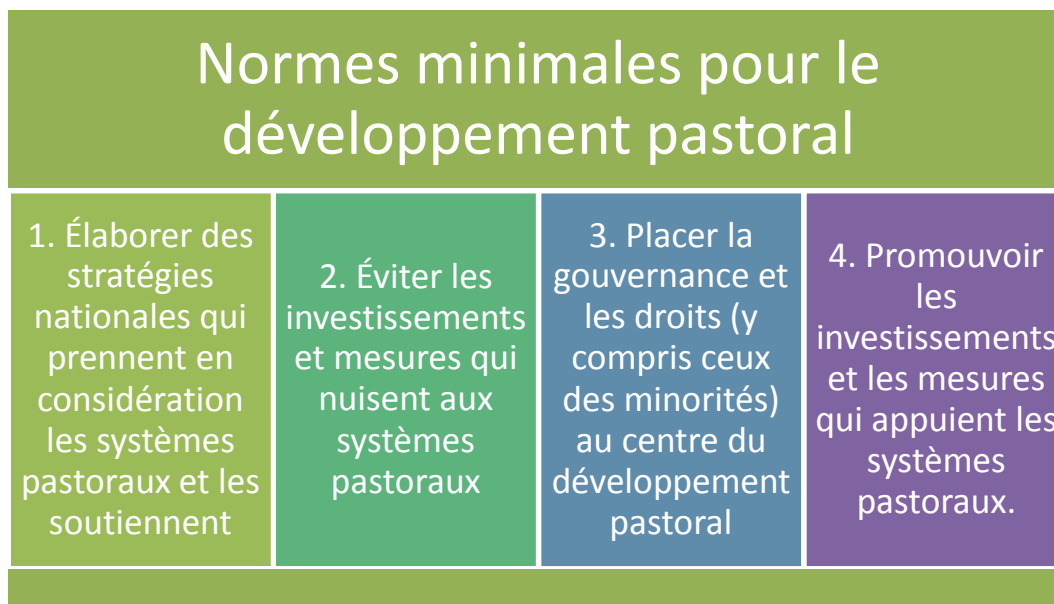 Normes minimales pour le
développement pastoral
1. Élaborer des
stratégies
nationales qui
prennent en
considération
les systèmes
pastoraux et les
soutiennent
2. Éviter les
investissements
et mesures qui
nuisent aux
systèmes
pastoraux
3. Placer la
gouvernance et
les droits (y
compris ceux
des minorités)
au centre du
développement
pastoral
4. Promouvoir
les
investissements
et les mesures
qui appuient les
systèmes
pastoraux.